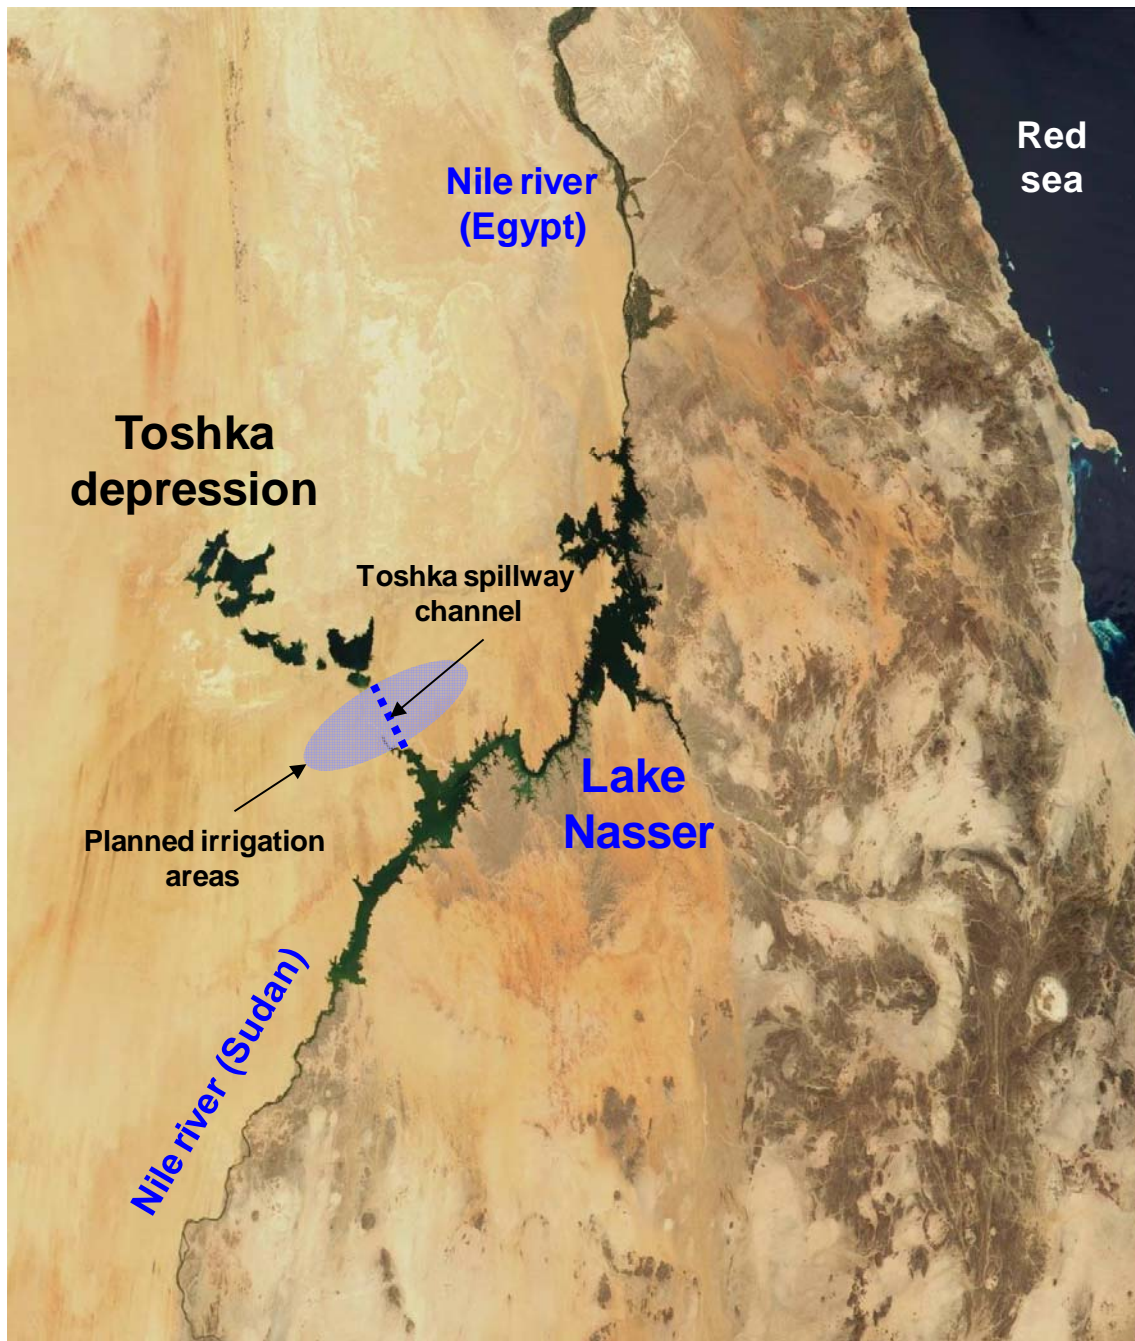 Red
sea
Nile river
(Egypt)
Toshka
depression
Toshka spillway
channel
Lake
Nasser
Planned irrigation
areas
Nile river (Sudan)